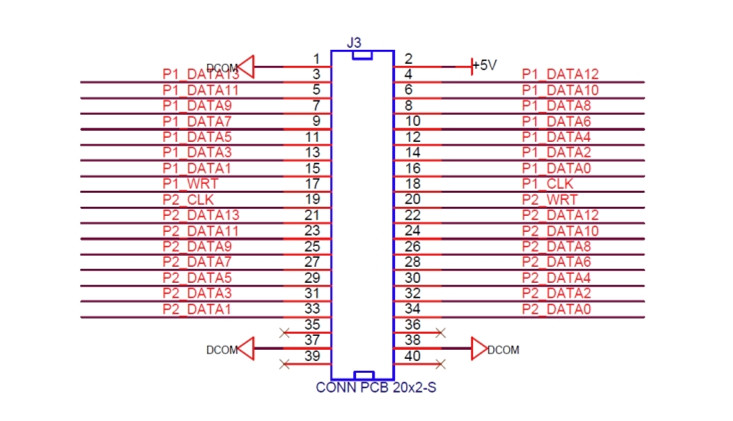 J3
DCOM 1 2 +5V
P1_DATA13 3 4 P1_DATA12
P1_DATA11 5 6 P1_DATA10
P1_DATA9 7 8 P1_DATA8
P1_DATA7 9 10 P1_DATA6
P1_DATA5 11 12 P1_DATA4
P1_DATA3 13 14 P1_DATA2
P1_DATA1 15 16 P1_DATA0
P1_WRT 17 18 P1_CLK
P2_CLK 19 20 P2_WRT
P2_DATA13 21 22 P2_DATA12
P2_DATA11 23 24 P2_DATA10
P2_DATA9 25 26 P2_DATA8
P2_DATA7 27 28 P2_DATA6
P2_DATA5 29 30 P2_DATA4
P2_DATA3 31 32 P2_DATA2
P2_DATA1 33 34 P2_DATA0
35 36
DCOM 37 38 DCOM
39 40
CONN PCB 20x2-S